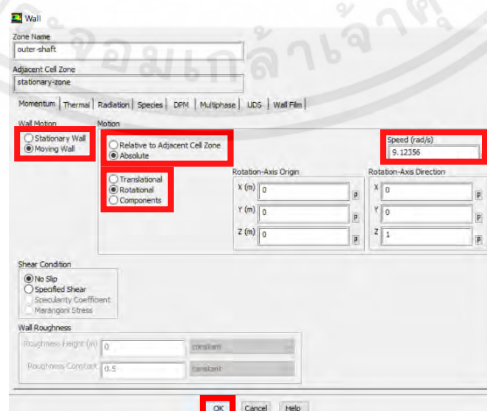 Wall
Zone Name
outer-shaft
Adjacent Cell Zone
stationary-zone
Momentum Thermal Radiation Species DPM Multiphase UDS Wall Film
Wall Motion Motion
Stationary Wall
Moving Wall
Relative to Adjacent Cell Zone
Absolute
Speed (rad/s)
9.12356
Translational
Rotational
Components
Rotation-Axis Origin Rotation-Axis Direction
X (m) 0 P X 0 P
Y (m) 0 P Y 0 P
Z (m) 0 P Z 1 P
Shear Condition
No Slip
Specified Shear
Specularity Coefficient
Marangoni Stress
Wall Roughness
Roughness Height (m) 0 constant
Roughness Constant 0.5 constant
OK Cancel Help